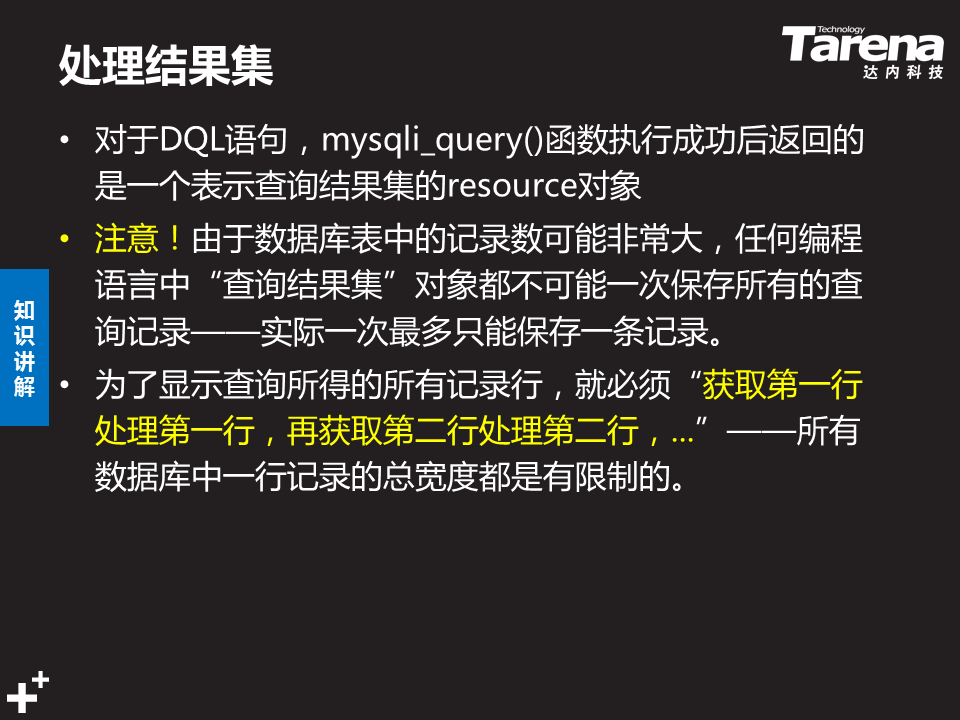 处理结果集
Technology
Tarena
达内科技
• 对于DQL语句，mysqli_query()函数执行成功后返回的
是一个表示查询结果集的resource对象
• 注意！由于数据库表中的记录数可能非常大，任何编程
语言中“查询结果集”对象都不可能一次保存所有的查
询记录——实际一次最多只能保存一条记录。
• 为了显示查询所得的所有记录行，就必须“获取第一行
处理第一行，再获取第二行处理第二行，...”——所有
数据库中一行记录的总宽度都是有限制的。
知
识
讲
解